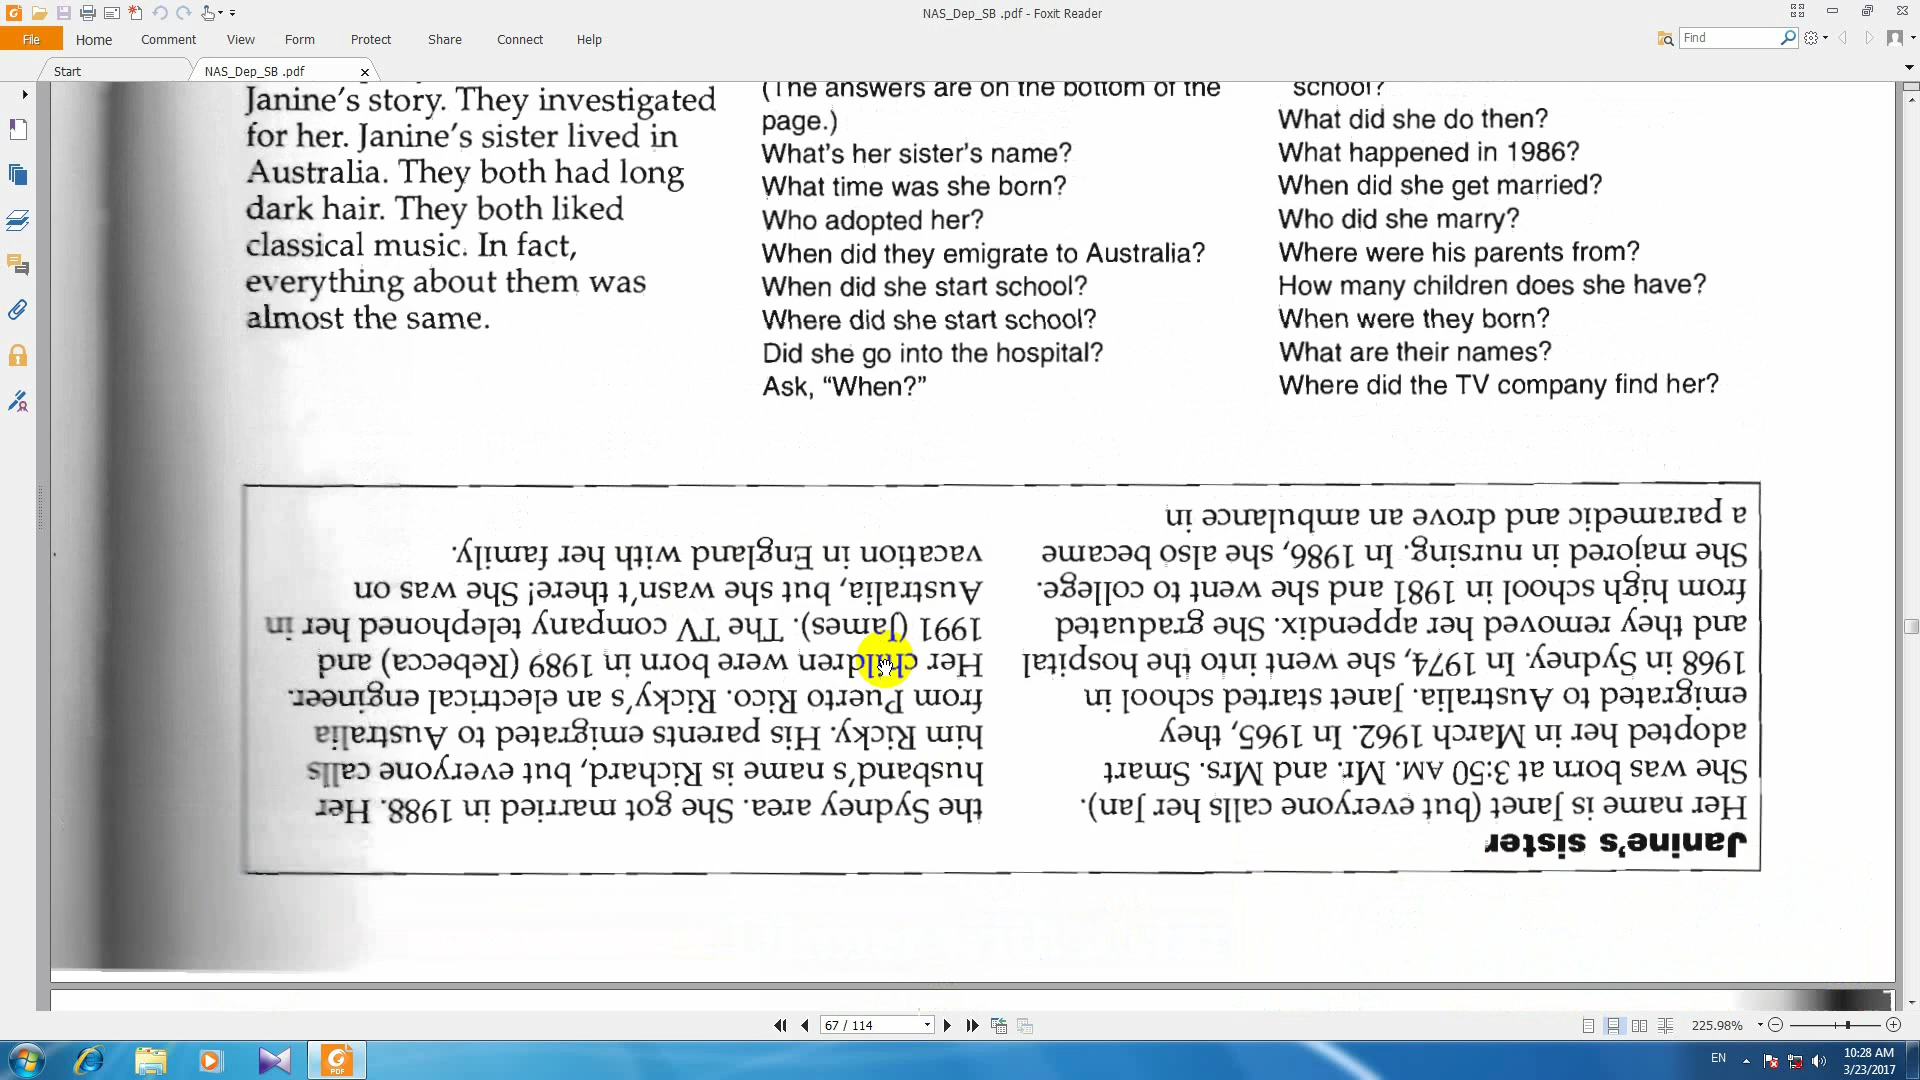 NAS_Dep_SB .pdf - Foxit Reader
File Home Comment View Form Protect Share Connect Help
Find
Start
NAS_Dep_SB .pdf
Janine's story. They investigated
for her. Janine's sister lived in
Australia. They both had long
dark hair. They both liked
classical music. In fact,
everything about them was
almost the same.
(The answers are on the bottom of the
page.)
What's her sister's name?
What time was she born?
Who adopted her?
When did they emigrate to Australia?
When did she start school?
Where did she start school?
Did she go into the hospital?
Ask, "When?"
school?
What did she do then?
What happened in 1986?
When did she get married?
Who did she marry?
Where were his parents from?
How many children does she have?
When were they born?
What are their names?
Where did the TV company find her?
Janine's sister
Her name is Janet (but everyone calls her Jan).
She was born at 3:50 AM. Mr. and Mrs. Smart
adopted her in March 1962. In 1965, they
emigrated to Australia. Janet started school in
1968 in Sydney. In 1974, she went into the hospital
and they removed her appendix. She graduated
from high school in 1981 and she went to college.
She majored in nursing. In 1986, she also became
a paramedic and drove an ambulance in
the Sydney area. She got married in 1988. Her
husband's name is Richard, but everyone calls
him Ricky. His parents emigrated to Australia
from Puerto Rico. Ricky's an electrical engineer.
Her children were born in 1989 (Rebecca) and
1991 (James). The TV company telephoned her in
Australia, but she wasn't there! She was on
vacation in England with her family.
67 / 114
225.98%
PDF
EN
10:28 AM
3/23/2017